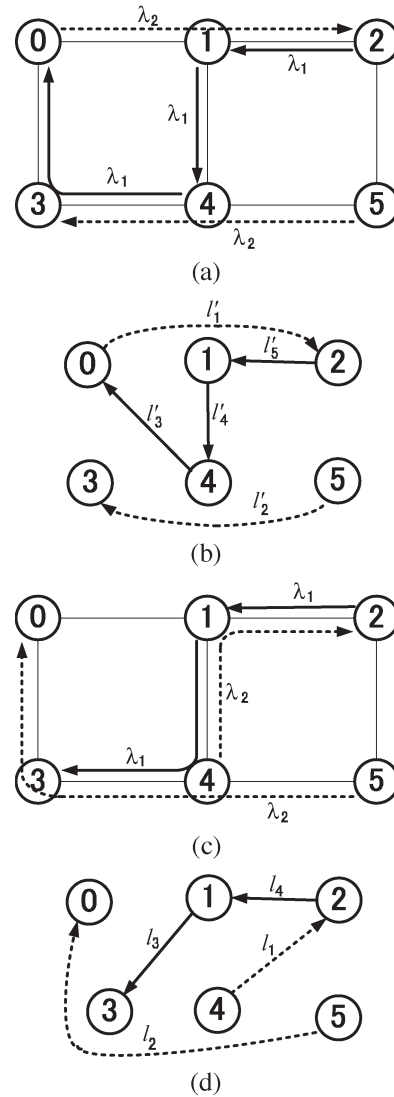 0 λ₂ 1 2
λ₁
λ₁
λ₁
3 4 λ₂ 5
(a)
l′₁
0 1 l′₅ 2
l′₃ l′₄
3 4 l′₂ 5
(b)
0 1 λ₁ 2
λ₂
λ₁
3 4 λ₂ 5
(c)
0 1 l₄ 2
l₃ l₁
3 4 5
l₂
(d)